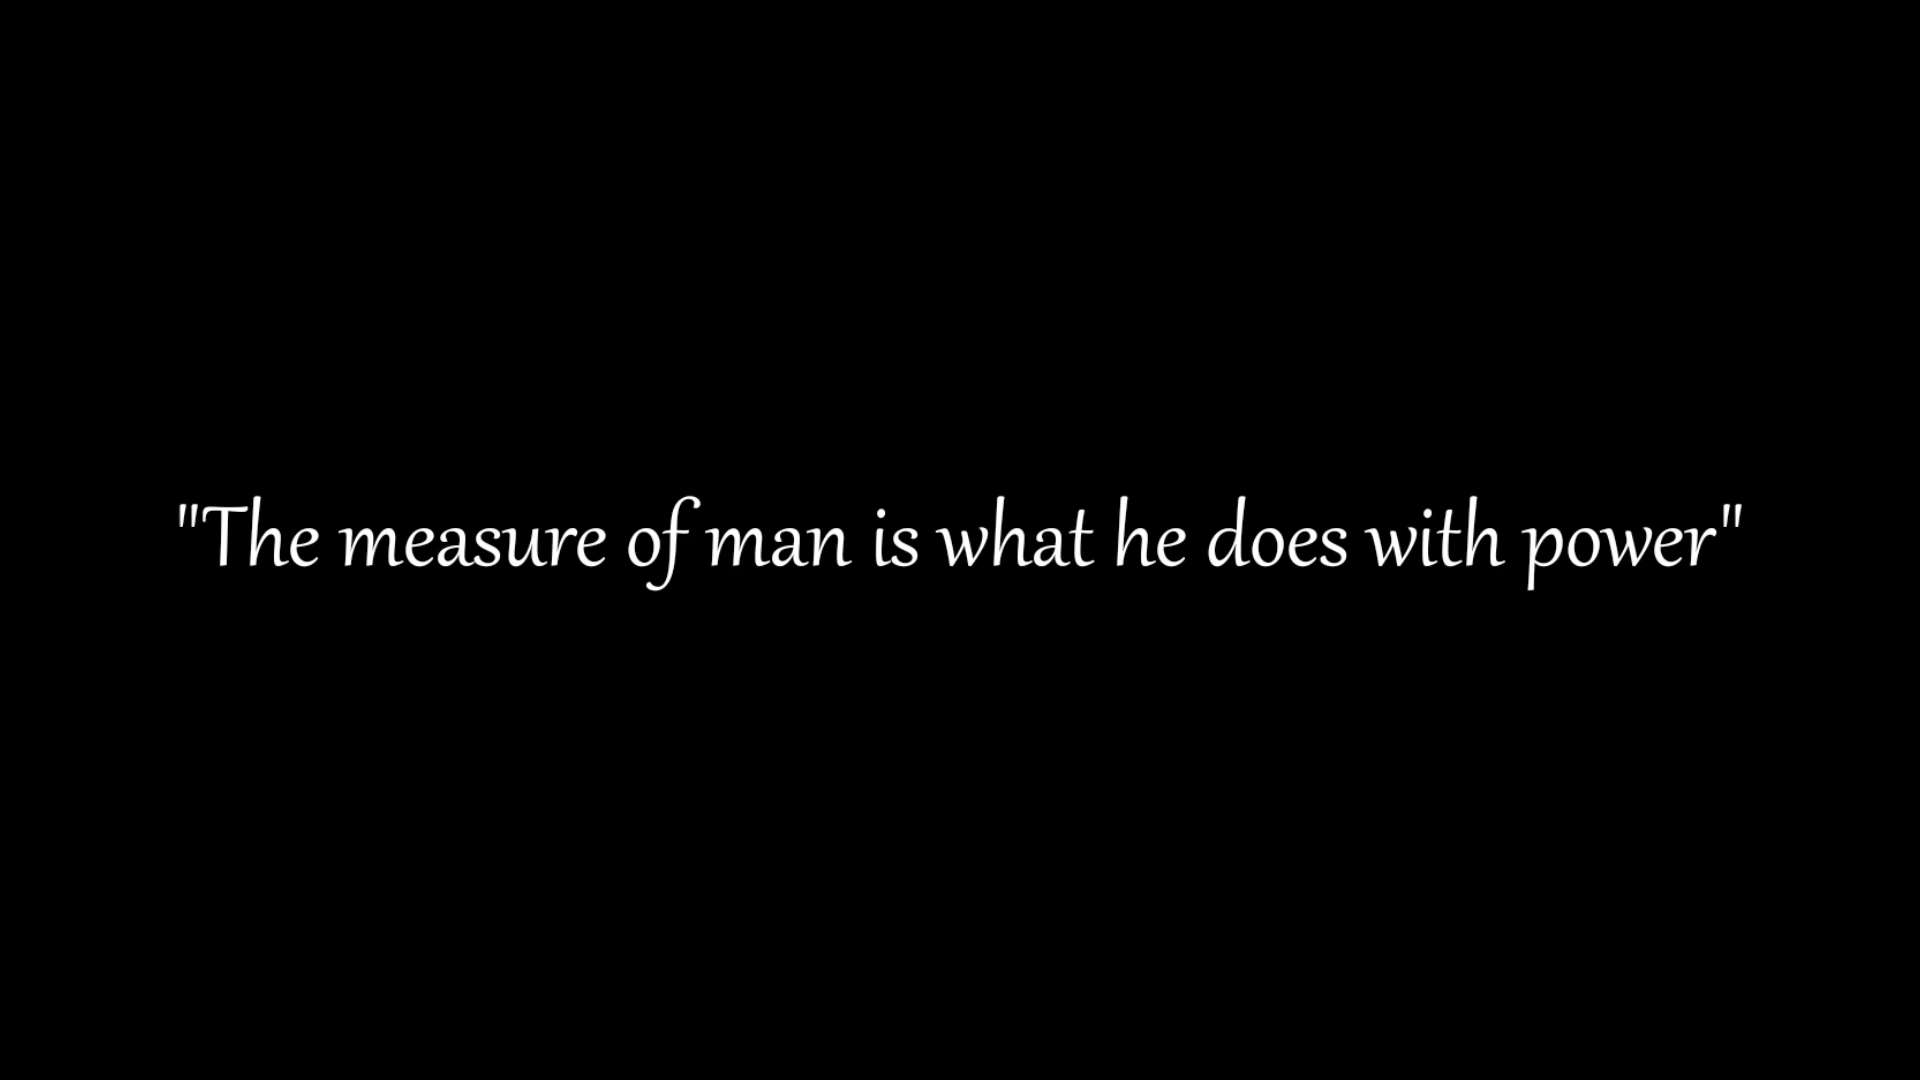 "The measure of man is what he does with power"